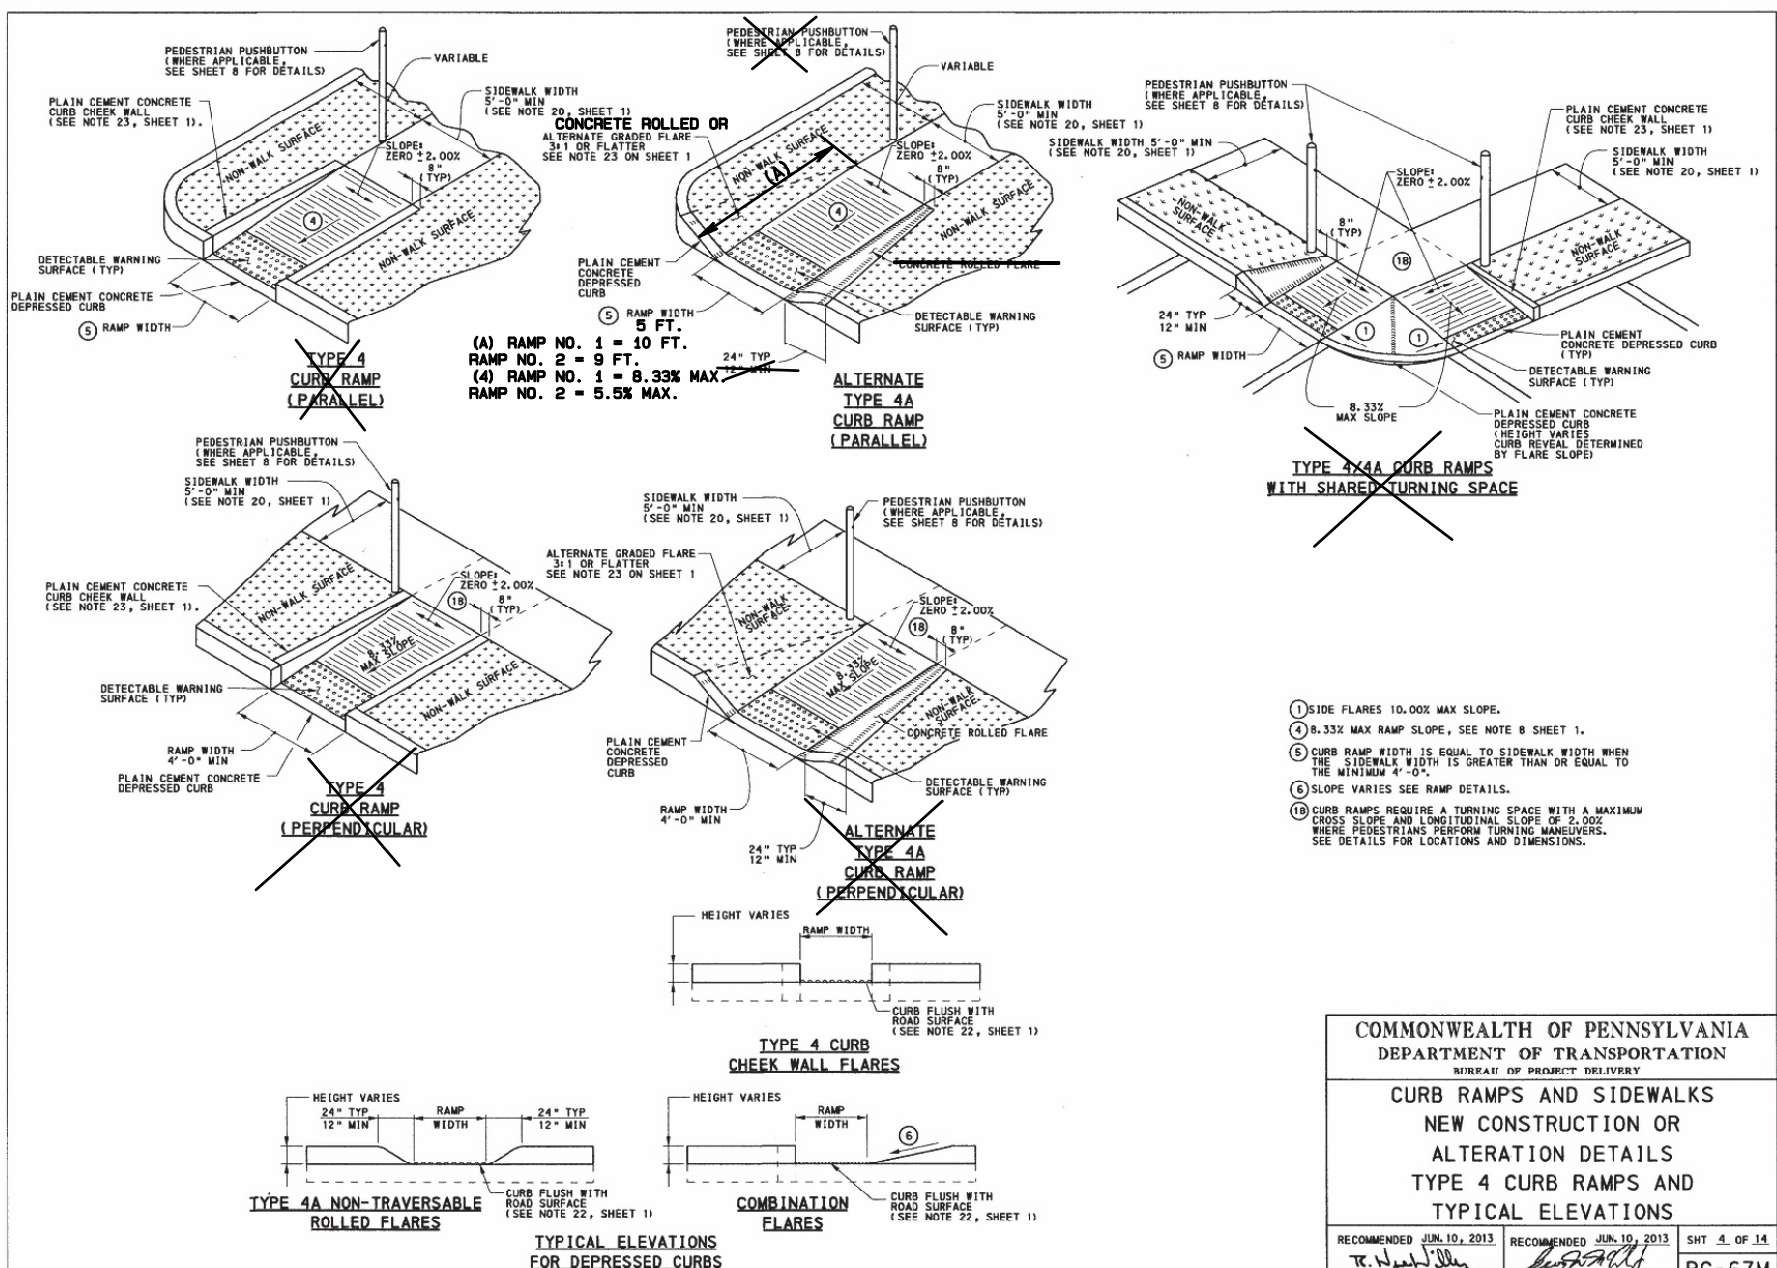 PEDESTRIAN PUSHBUTTON
(WHERE APPLICABLE,
SEE SHEET 8 FOR DETAILS)
VARIABLE
PLAIN CEMENT CONCRETE
CURB CHEEK WALL
(SEE NOTE 23, SHEET 1).
SIDEWALK WIDTH
5'-0" MIN
(SEE NOTE 20, SHEET 1)
NON-WALK SURFACE
SLOPE:
ZERO ±2.00%
8"
(TYP)
4
NON-WALK SURFACE
DETECTABLE WARNING
SURFACE (TYP)
PLAIN CEMENT CONCRETE
DEPRESSED CURB
5 RAMP WIDTH
TYPE 4
CURB RAMP
(PARALLEL)
PEDESTRIAN PUSHBUTTON
(WHERE APPLICABLE,
SEE SHEET 8 FOR DETAILS)
VARIABLE
SIDEWALK WIDTH
5'-0" MIN
(SEE NOTE 20, SHEET 1)
CONCRETE ROLLED OR
ALTERNATE GRADED FLARE
3:1 OR FLATTER
SEE NOTE 23 ON SHEET 1
NON-WALK SURFACE
(A)
SLOPE:
ZERO ±2.00%
8"
(TYP)
4
NON-WALK SURFACE
CONCRETE ROLLED FLARE
PLAIN CEMENT
CONCRETE
DEPRESSED
CURB
5 RAMP WIDTH
5 FT.
DETECTABLE WARNING
SURFACE (TYP)
(A) RAMP NO. 1 = 10 FT.
RAMP NO. 2 = 9 FT.
(4) RAMP NO. 1 = 8.33% MAX.
RAMP NO. 2 = 5.5% MAX.
24" TYP
12" MIN
ALTERNATE
TYPE 4A
CURB RAMP
(PARALLEL)
PEDESTRIAN PUSHBUTTON
(WHERE APPLICABLE,
SEE SHEET 8 FOR DETAILS)
SIDEWALK WIDTH 5'-0" MIN
(SEE NOTE 20, SHEET 1)
PLAIN CEMENT CONCRETE
CURB CHEEK WALL
(SEE NOTE 23, SHEET 1)
SIDEWALK WIDTH
5'-0" MIN
(SEE NOTE 20, SHEET 1)
SLOPE:
ZERO ±2.00%
NON-WALK
SURFACE
8"
(TYP)
18
NON-WALK
SURFACE
24" TYP
12" MIN
5 RAMP WIDTH
1
1
PLAIN CEMENT
CONCRETE DEPRESSED CURB
(TYP)
DETECTABLE WARNING
SURFACE (TYP)
8.33%
MAX SLOPE
PLAIN CEMENT CONCRETE
DEPRESSED CURB
(HEIGHT VARIES
CURB REVEAL DETERMINED
BY FLARE SLOPE)
TYPE 4/4A CURB RAMPS
WITH SHARED TURNING SPACE
PEDESTRIAN PUSHBUTTON
(WHERE APPLICABLE,
SEE SHEET 8 FOR DETAILS)
SIDEWALK WIDTH
5'-0" MIN
(SEE NOTE 20, SHEET 1)
PLAIN CEMENT CONCRETE
CURB CHEEK WALL
(SEE NOTE 23, SHEET 1).
NON-WALK SURFACE
SLOPE:
ZERO ±2.00%
18
8"
(TYP)
8.33%
MAX SLOPE
NON-WALK SURFACE
DETECTABLE WARNING
SURFACE (TYP)
RAMP WIDTH
4'-0" MIN
PLAIN CEMENT CONCRETE
DEPRESSED CURB
TYPE 4
CURB RAMP
(PERPENDICULAR)
SIDEWALK WIDTH
5'-0" MIN
(SEE NOTE 20, SHEET 1)
PEDESTRIAN PUSHBUTTON
(WHERE APPLICABLE,
SEE SHEET 8 FOR DETAILS)
ALTERNATE GRADED FLARE
3:1 OR FLATTER
SEE NOTE 23 ON SHEET 1
NON-WALK
SURFACE
SLOPE:
ZERO ±2.00%
18
8"
(TYP)
8.33%
MAX SLOPE
NON-WALK
SURFACE
CONCRETE ROLLED FLARE
PLAIN CEMENT
CONCRETE
DEPRESSED
CURB
DETECTABLE WARNING
SURFACE (TYP)
RAMP WIDTH
4'-0" MIN
24" TYP
12" MIN
ALTERNATE
TYPE 4A
CURB RAMP
(PERPENDICULAR)
1 SIDE FLARES 10.00% MAX SLOPE.
4 8.33% MAX RAMP SLOPE, SEE NOTE 8 SHEET 1.
5 CURB RAMP WIDTH IS EQUAL TO SIDEWALK WIDTH WHEN
THE SIDEWALK WIDTH IS GREATER THAN OR EQUAL TO
THE MINIMUM 4'-0".
6 SLOPE VARIES SEE RAMP DETAILS.
18 CURB RAMPS REQUIRE A TURNING SPACE WITH A MAXIMUM
CROSS SLOPE AND LONGITUDINAL SLOPE OF 2.00%
WHERE PEDESTRIANS PERFORM TURNING MANEUVERS.
SEE DETAILS FOR LOCATIONS AND DIMENSIONS.
HEIGHT VARIES
RAMP WIDTH
CURB FLUSH WITH
ROAD SURFACE
(SEE NOTE 22, SHEET 1)
TYPE 4 CURB
CHEEK WALL FLARES
HEIGHT VARIES
24" TYP
12" MIN
RAMP
WIDTH
24" TYP
12" MIN
CURB FLUSH WITH
ROAD SURFACE
(SEE NOTE 22, SHEET 1)
TYPE 4A NON-TRAVERSABLE
ROLLED FLARES
HEIGHT VARIES
RAMP
WIDTH
6
CURB FLUSH WITH
ROAD SURFACE
(SEE NOTE 22, SHEET 1)
COMBINATION
FLARES
TYPICAL ELEVATIONS
FOR DEPRESSED CURBS
COMMONWEALTH OF PENNSYLVANIA
DEPARTMENT OF TRANSPORTATION
BUREAU OF PROJECT DELIVERY
CURB RAMPS AND SIDEWALKS
NEW CONSTRUCTION OR
ALTERATION DETAILS
TYPE 4 CURB RAMPS AND
TYPICAL ELEVATIONS
RECOMMENDED JUN. 10, 2013
RECOMMENDED JUN. 10, 2013
SHT 4 OF 14
RC-67M